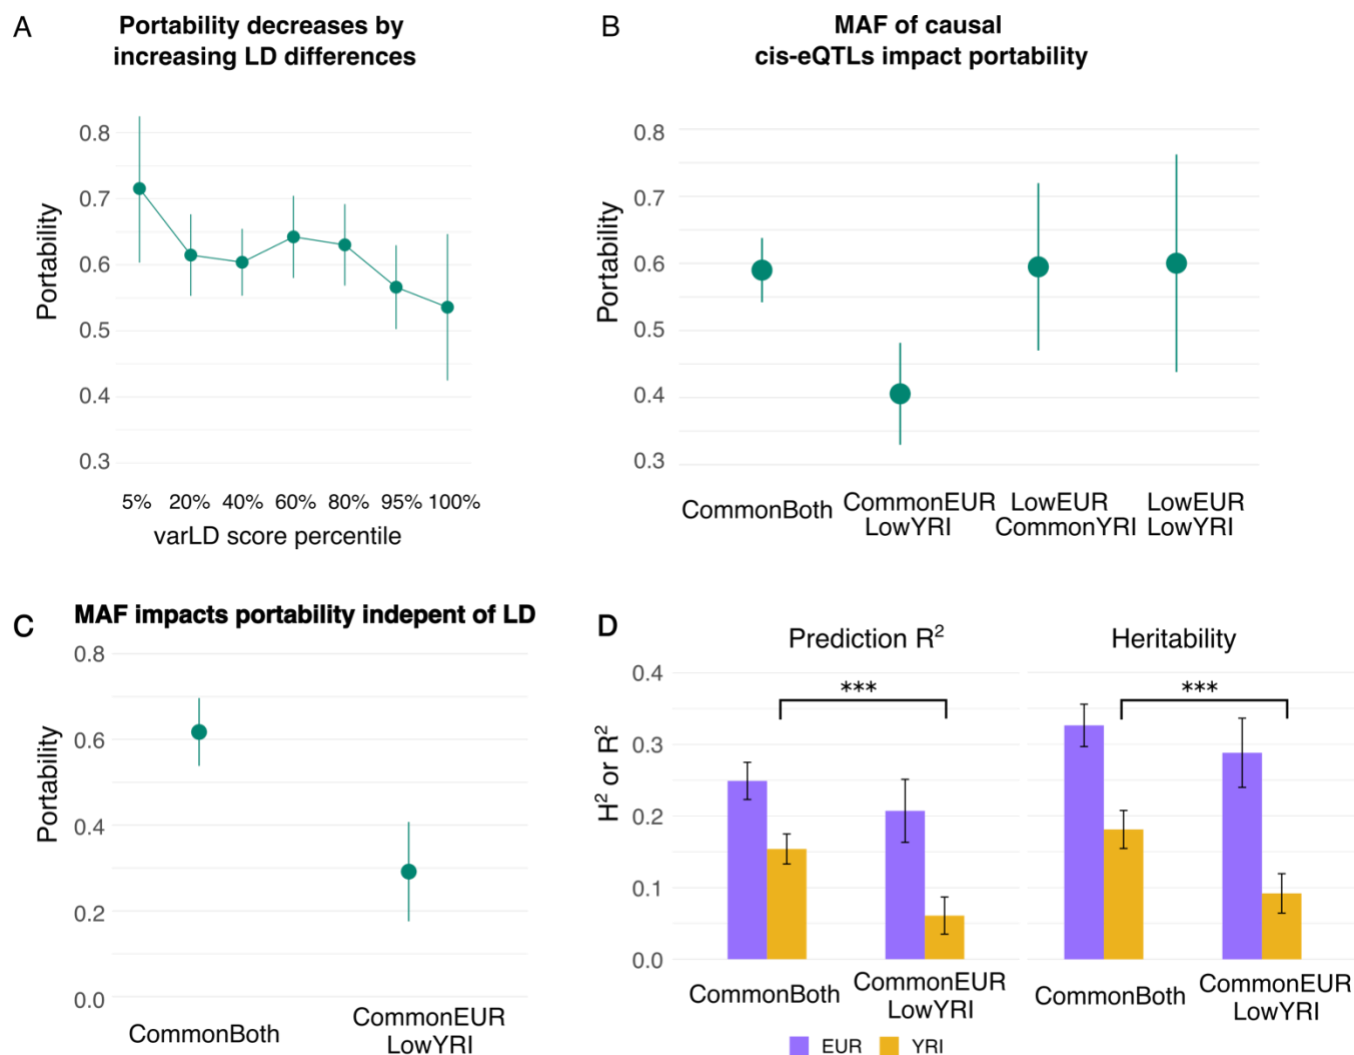 A
Portability decreases by
increasing LD differences
Portability
0.8
0.7
0.6
0.5
0.4
0.3
5% 20% 40% 60% 80% 95% 100%
varLD score percentile
B
MAF of causal
cis-eQTLs impact portability
Portability
0.8
0.7
0.6
0.5
0.4
0.3
CommonBoth
CommonEUR
LowYRI
LowEUR
CommonYRI
LowEUR
LowYRI
C
MAF impacts portability indepent of LD
Portability
0.8
0.6
0.4
0.2
0.0
CommonBoth
CommonEUR
LowYRI
D
Prediction R²
Heritability
H² or R²
0.4
0.3
0.2
0.1
0.0
***
***
CommonBoth
CommonEUR
LowYRI
CommonBoth
CommonEUR
LowYRI
EUR YRI